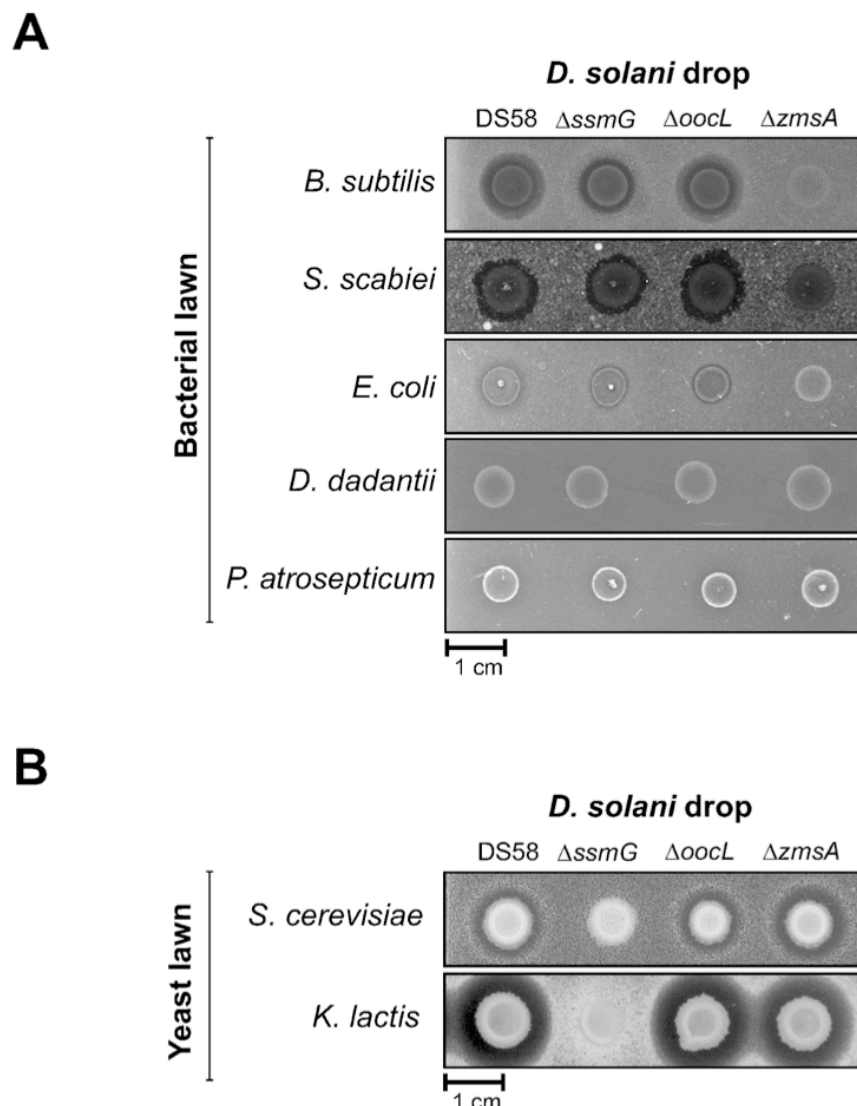 A
D. solani drop
DS58 ΔssmG ΔoocL ΔzmsA
Bacterial lawn
B. subtilis
S. scabiei
E. coli
D. dadantii
P. atrosepticum
1 cm
B
D. solani drop
DS58 ΔssmG ΔoocL ΔzmsA
Yeast lawn
S. cerevisiae
K. lactis
1 cm